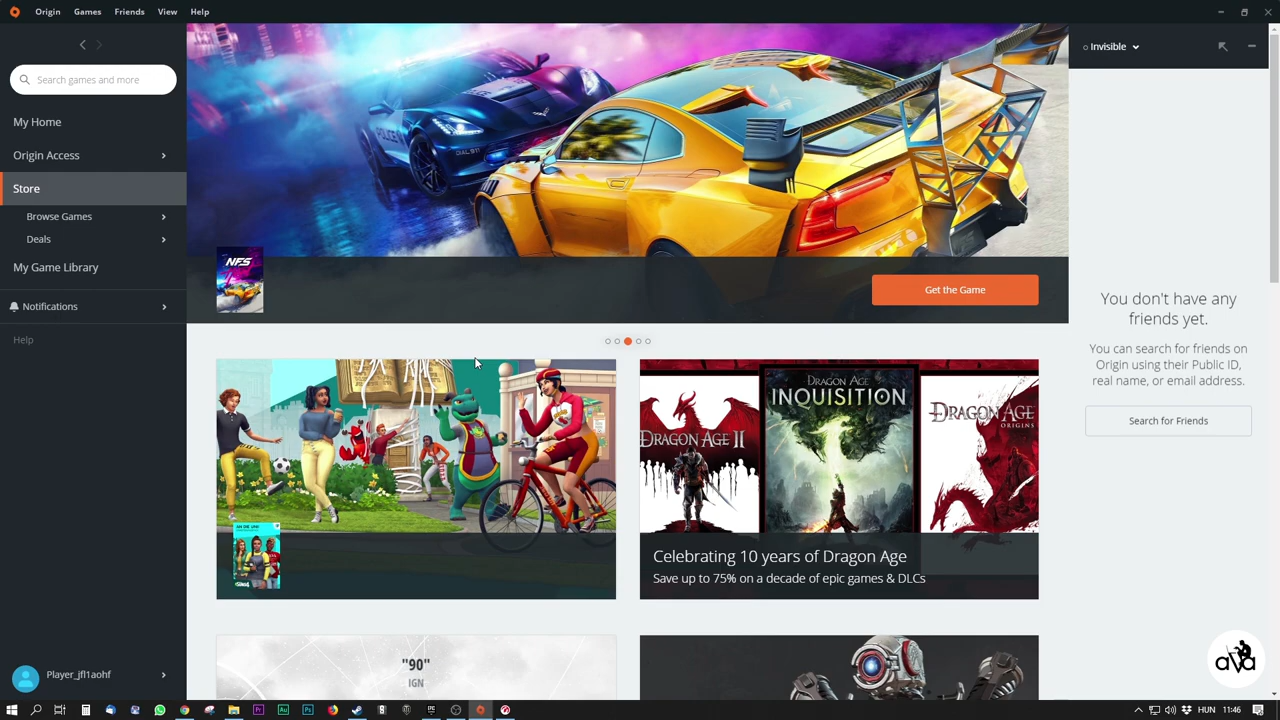 Origin Games Friends View Help
Search games and more
My Home
Origin Access
Store
Browse Games
Deals
My Game Library
Notifications
Help
Player_jfl1aohf
POLICE
DIAL 911
NFS
Get the Game
DRAGON AGE II
DRAGON AGE
INQUISITION
DRAGON AGE
ORIGINS
Celebrating 10 years of Dragon Age
Save up to 75% on a decade of epic games & DLCs
"90"
IGN
Invisible
You don't have any
friends yet.
You can search for friends on
Origin using their Public ID,
real name, or email address.
Search for Friends
aVa
HUN 11:46